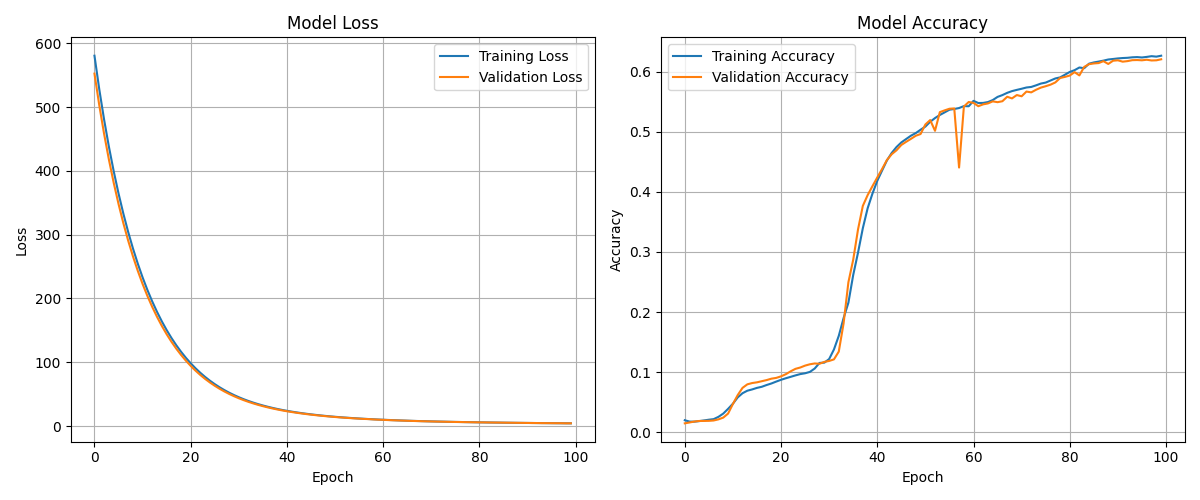 Model Loss
600
500
400
300
200
100
0
Loss
Training Loss
Validation Loss
0 20 40 60 80 100
Epoch
Model Accuracy
0.6
0.5
0.4
0.3
0.2
0.1
0.0
Accuracy
Training Accuracy
Validation Accuracy
0 20 40 60 80 100
Epoch